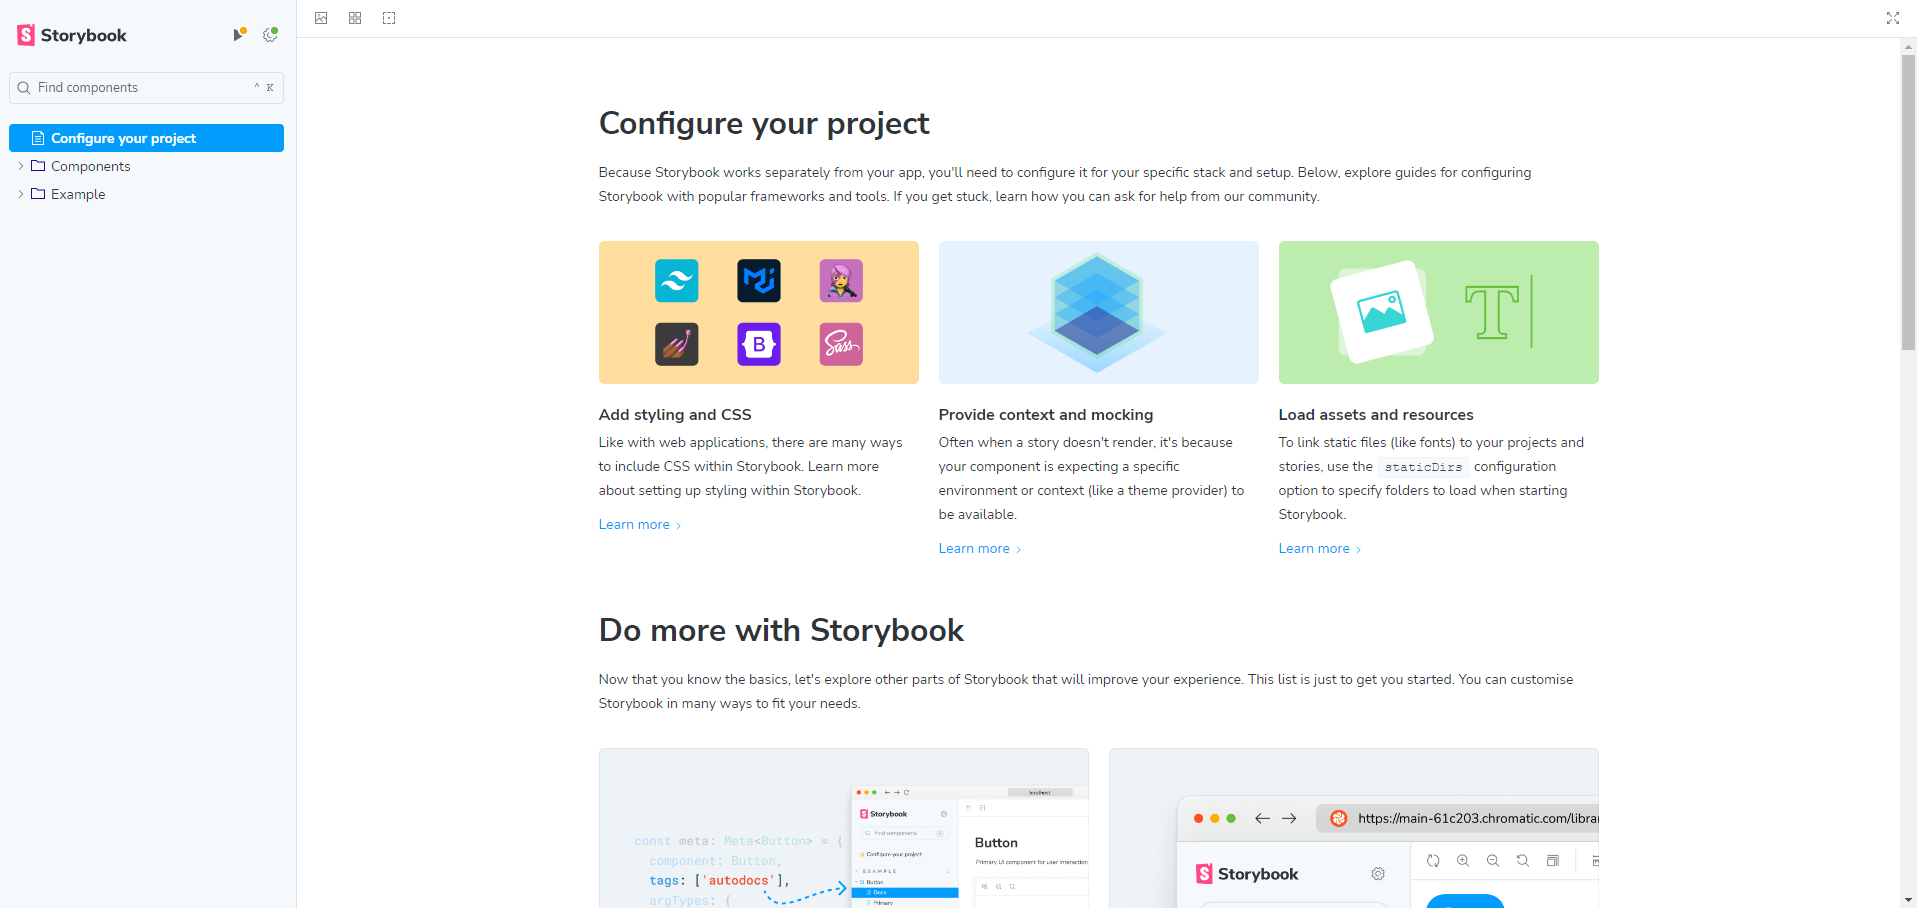 Storybook
Find components
^ K
Configure your project
Components
Example
Configure your project
Because Storybook works separately from your app, you'll need to configure it for your specific stack and setup. Below, explore guides for configuring
Storybook with popular frameworks and tools. If you get stuck, learn how you can ask for help from our community.
B
Sass
T
Add styling and CSS
Like with web applications, there are many ways
to include CSS within Storybook. Learn more
about setting up styling within Storybook.
Learn more
Provide context and mocking
Often when a story doesn't render, it's because
your component is expecting a specific
environment or context (like a theme provider) to
be available.
Learn more
Load assets and resources
To link static files (like fonts) to your projects and
stories, use the staticDirs configuration
option to specify folders to load when starting
Storybook.
Learn more
Do more with Storybook
Now that you know the basics, let's explore other parts of Storybook that will improve your experience. This list is just to get you started. You can customise
Storybook in many ways to fit your needs.
const meta: Meta<Button> = {
component: Button,
tags: ['autodocs'],
argTypes: {
localhost
Storybook
Find components
Configure your project
EXAMPLE
Button
Docs
Primary
Button
Primary UI component for user interaction
https://main-61c203.chromatic.com/librar
Storybook